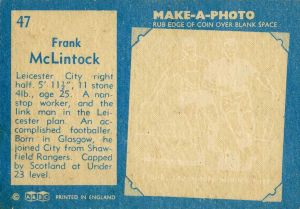 47
Frank
McLintock
Leicester City right
half. 5' 11½", 11 stone
4lb., age 25. A non-
stop worker, and the
link man in the Lei-
cester plan. An ac-
complished footballer.
Born in Glasgow, he
joined City from Shaw-
field Rangers. Capped
by Scotland at Under
23 level.
© A&BC PRINTED IN ENGLAND
MAKE-A-PHOTO
RUB EDGE OF COIN OVER BLANK SPACE